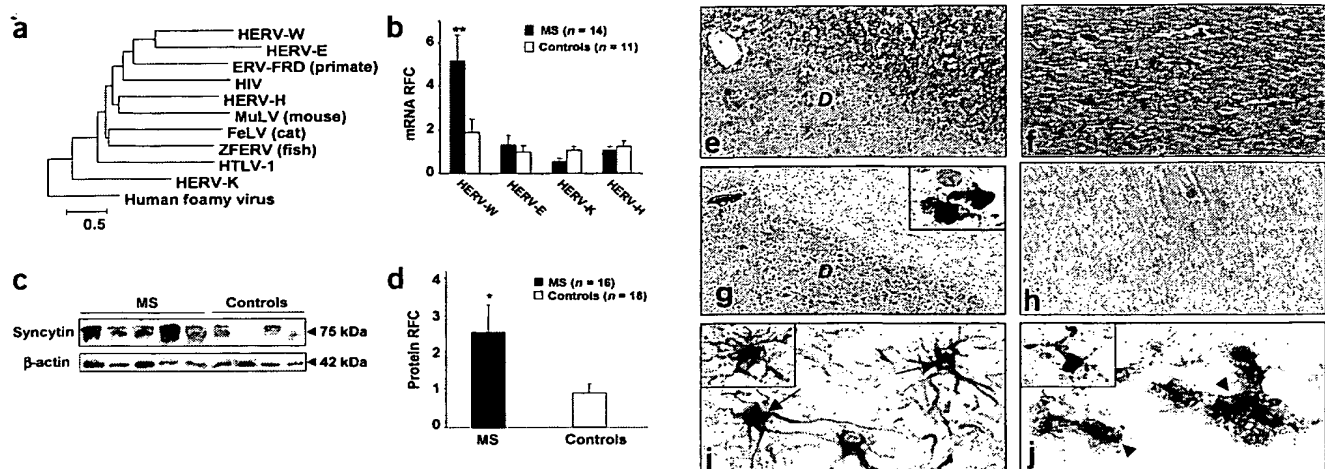 a
HERV-W
HERV-E
ERV-FRD (primate)
HIV
HERV-H
MuLV (mouse)
FeLV (cat)
ZFERV (fish)
HTLV-1
HERV-K
Human foamy virus
0.5
b
mRNA RFC
6
4
2
0
**
MS (n = 14)
Controls (n = 11)
HERV-W
HERV-E
HERV-K
HERV-H
c
MS
Controls
Syncytin
75 kDa
β-actin
42 kDa
d
Protein RFC
4
3
2
1
0
*
MS (n = 16)
Controls (n = 18)
MS
Controls
D
e
f
D
g
h
i
j